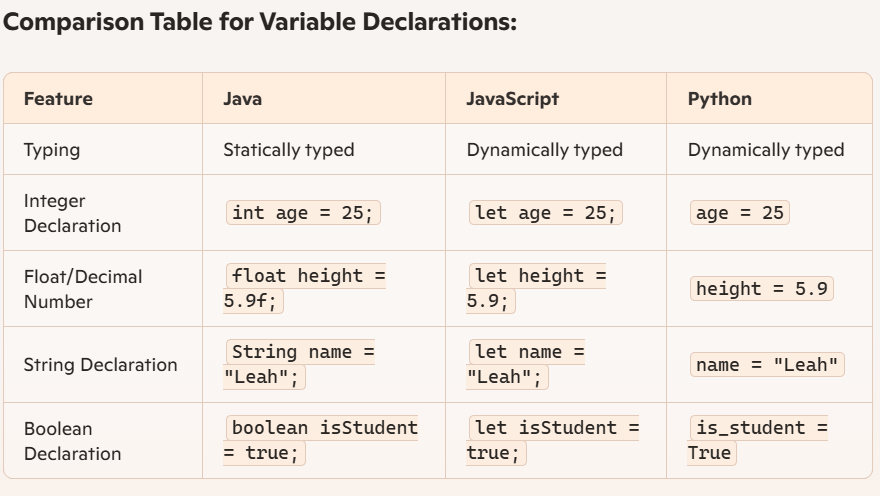 Comparison Table for Variable Declarations:
Feature Java JavaScript Python
Typing Statically typed Dynamically typed Dynamically typed
Integer
Declaration
int age = 25; let age = 25; age = 25
Float/Decimal
Number
float height =
5.9f;
let height =
5.9;
height = 5.9
String Declaration
String name =
"Leah";
let name =
"Leah";
name = "Leah"
Boolean
Declaration
boolean isStudent
= true;
let isStudent =
true;
is_student =
True